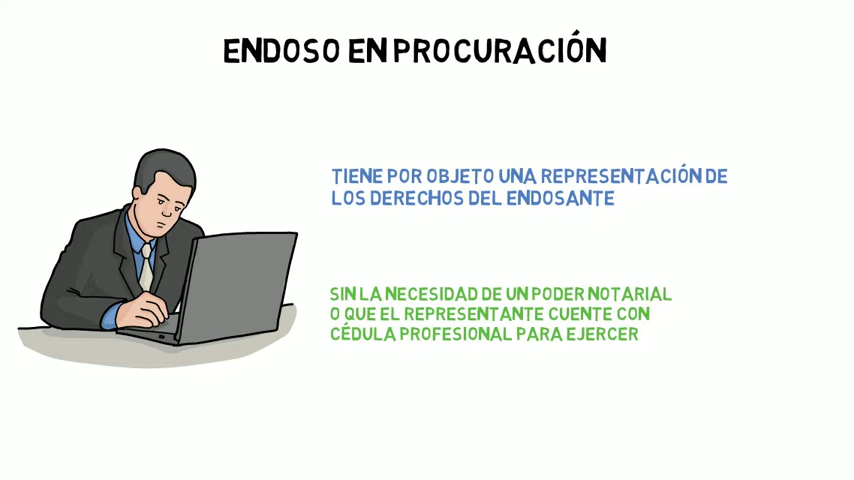 ENDOSO EN PROCURACIÓN
TIENE POR OBJETO UNA REPRESENTACIÓN DE
LOS DERECHOS DEL ENDOSANTE
SIN LA NECESIDAD DE UN PODER NOTARIAL
O QUE EL REPRESENTANTE CUENTE CON
CÉDULA PROFESIONAL PARA EJERCER